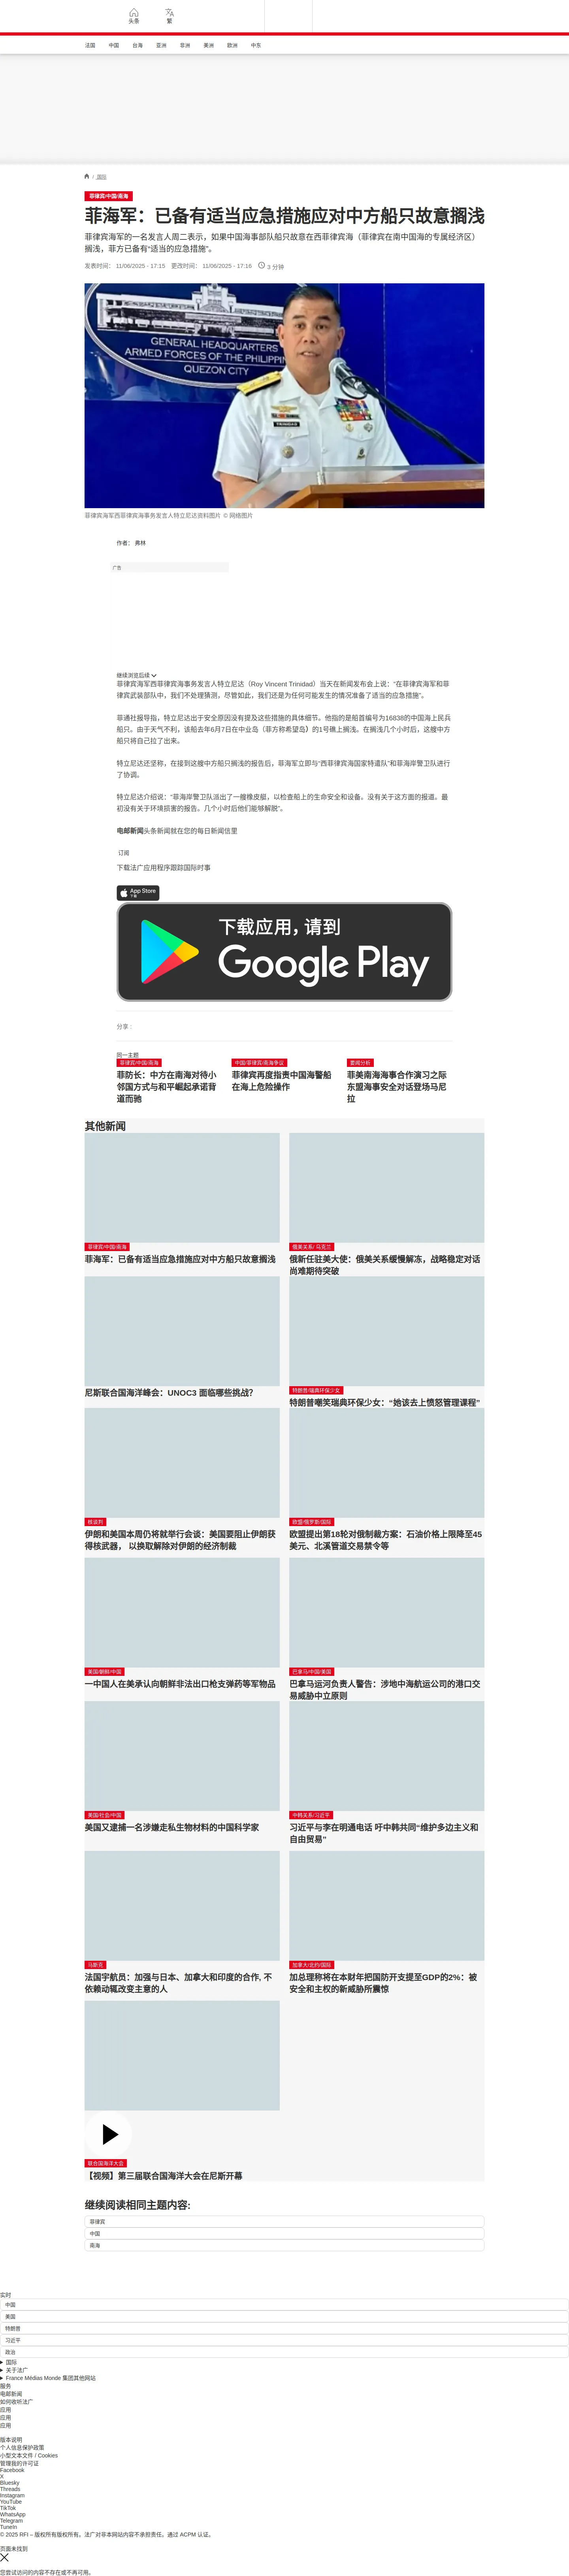 头条
繁
法国
中国
台海
亚洲
非洲
美洲
欧洲
中东
/ 国际
菲律宾/中国/南海
菲海军：已备有适当应急措施应对中方船只故意搁浅
菲律宾海军的一名发言人周二表示，如果中国海事部队船只故意在西菲律宾海（菲律宾在南中国海的专属经济区）
搁浅，菲方已备有“适当的应急措施”。
发表时间： 11/06/2025 - 17:15 更改时间： 11/06/2025 - 17:16 3 分钟
GENERAL HEADQUARTERS
ARMED FORCES OF THE PHILIPP
QUEZON CITY
TRINIDAD
菲律宾海军西菲律宾海事务发言人特立尼达资料图片 © 网络图片
作者： 弗林
广告
继续浏览后续
菲律宾海军西菲律宾海事务发言人特立尼达（Roy Vincent Trinidad）当天在新闻发布会上说：“在菲律宾海军和菲
律宾武装部队中，我们不处理猜测，尽管如此，我们还是为任何可能发生的情况准备了适当的应急措施”。
菲通社报导指，特立尼达出于安全原因没有提及这些措施的具体细节。他指的是船首编号为16838的中国海上民兵
船只。由于天气不利，该船去年6月7日在中业岛（菲方称希望岛）的1号礁上搁浅。在搁浅几个小时后，这艘中方
船只将自己拉了出来。
特立尼达还坚称，在接到这艘中方船只搁浅的报告后，菲海军立即与“西菲律宾海国家特遣队”和菲海岸警卫队进行
了协调。
特立尼达介绍说：“菲海岸警卫队派出了一艘橡皮艇，以检查船上的生命安全和设备。没有关于这方面的报道。最
初没有关于环境损害的报告。几个小时后他们能够解脱”。
电邮新闻头条新闻就在您的每日新闻信里
订阅
下载法广应用程序跟踪国际时事
App Store
下载
下载应用，请到
Google Play
分享 :
同一主题
菲律宾/中国/南海
菲防长：中方在南海对待小
邻国方式与和平崛起承诺背
道而驰
中国/菲律宾/南海争议
菲律宾再度指责中国海警船
在海上危险操作
要闻分析
菲美南海海事合作演习之际
东盟海事安全对话登场马尼
拉
其他新闻
菲律宾/中国/南海
菲海军：已备有适当应急措施应对中方船只故意搁浅
俄美关系/ 乌克兰
俄新任驻美大使：俄美关系缓慢解冻，战略稳定对话
尚难期待突破
尼斯联合国海洋峰会：UNOC3 面临哪些挑战？
特朗普/瑞典环保少女
特朗普嘲笑瑞典环保少女：“她该去上愤怒管理课程”
核谈判
伊朗和美国本周仍将就举行会谈：美国要阻止伊朗获
得核武器， 以换取解除对伊朗的经济制裁
欧盟/俄罗斯/国际
欧盟提出第18轮对俄制裁方案：石油价格上限降至45
美元、北溪管道交易禁令等
美国/朝鲜/中国
一中国人在美承认向朝鲜非法出口枪支弹药等军物品
巴拿马/中国/美国
巴拿马运河负责人警告：涉地中海航运公司的港口交
易威胁中立原则
美国/社会/中国
美国又逮捕一名涉嫌走私生物材料的中国科学家
中韩关系/习近平
习近平与李在明通电话 吁中韩共同“维护多边主义和
自由贸易”
马斯克
法国宇航员：加强与日本、加拿大和印度的合作, 不
依赖动辄改变主意的人
加拿大/北约/国际
加总理称将在本财年把国防开支提至GDP的2%：被
安全和主权的新威胁所震惊
联合国海洋大会
【视频】第三届联合国海洋大会在尼斯开幕
继续阅读相同主题内容:
菲律宾
中国
南海
实时
中国
美国
特朗普
习近平
政治
国际
关于法广
France Médias Monde 集团其他网站
服务
电邮新闻
如何收听法广
应用
应用
应用
版本说明
个人信息保护政策
小型文本文件 / Cookies
管理我的许可证
Facebook
X
Bluesky
Threads
Instagram
YouTube
TikTok
WhatsApp
Telegram
TuneIn
© 2025 RFI – 版权所有版权所有。法广对非本网站内容不承担责任。通过 ACPM 认证。
页面未找到
您尝试访问的内容不存在或不再可用。